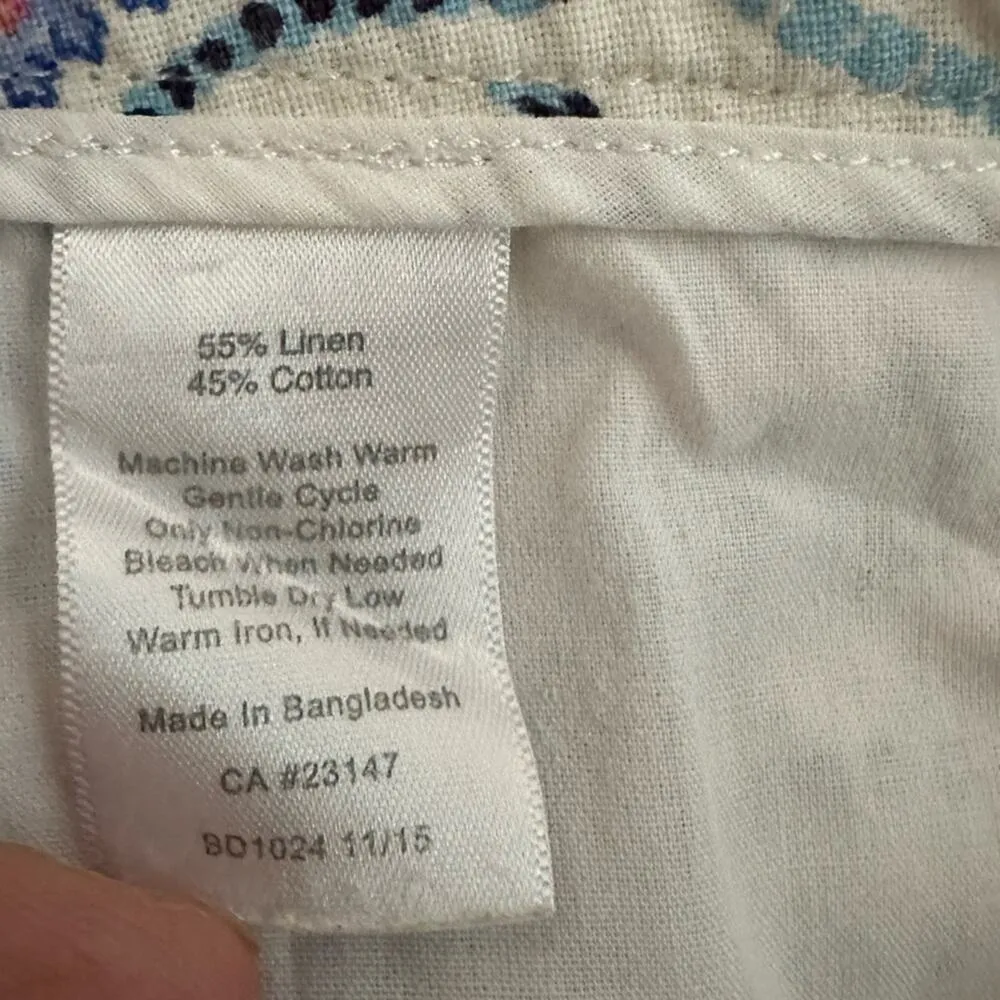 55% Linen
45% Cotton
Machine Wash Warm
Gentle Cycle
Only Non-Chlorine
Bleach When Needed
Tumble Dry Low
Warm Iron, If Needed
Made In Bangladesh
CA #23147
BD1024 11/15